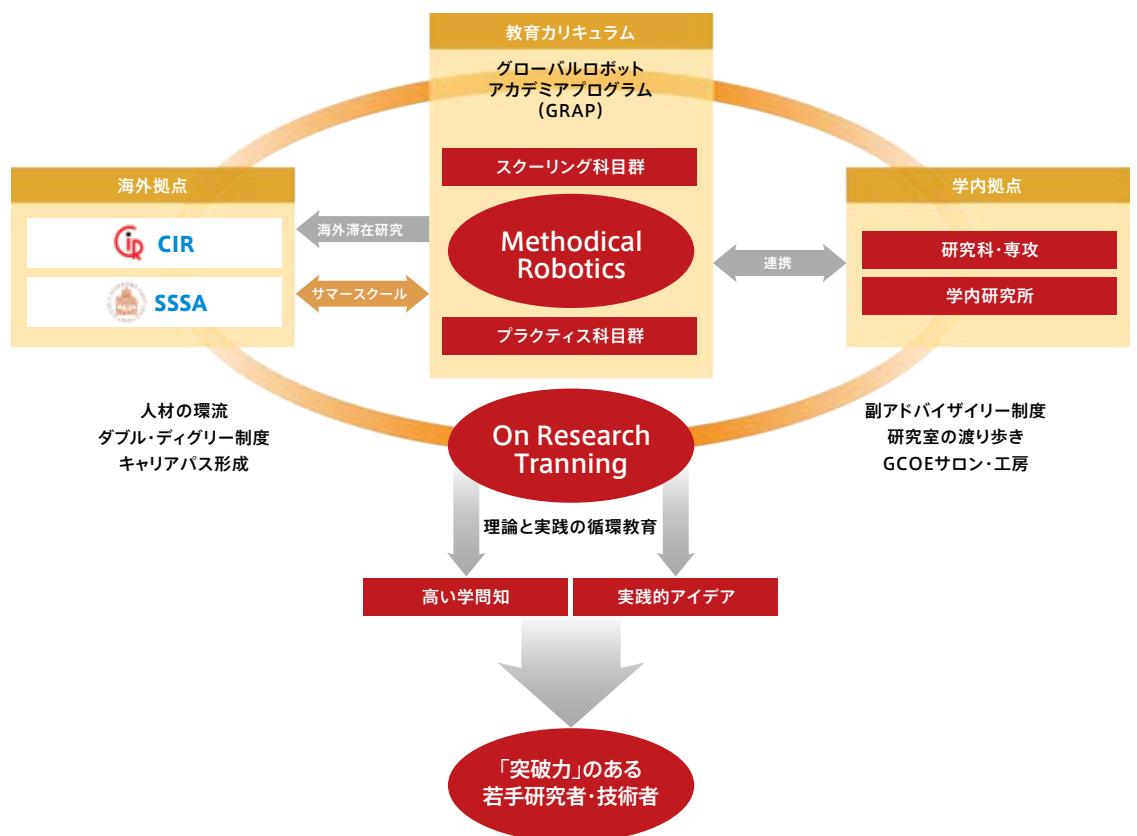 教育カリキュラム
グローバルロボット
アカデミアプログラム
(GRAP)
スクーリング科目群
Methodical
Robotics
プラクティス科目群
海外拠点
CIR
SSSA
海外滞在研究
サマースクール
連携
学内拠点
研究科・専攻
学内研究所
人材の環流
ダブル・ディグリー制度
キャリアパス形成
On Research
Tranning
副アドバイザイリー制度
研究室の渡り歩き
GCOEサロン・工房
理論と実践の循環教育
高い学問知
実践的アイデア
「突破力」のある
若手研究者・技術者